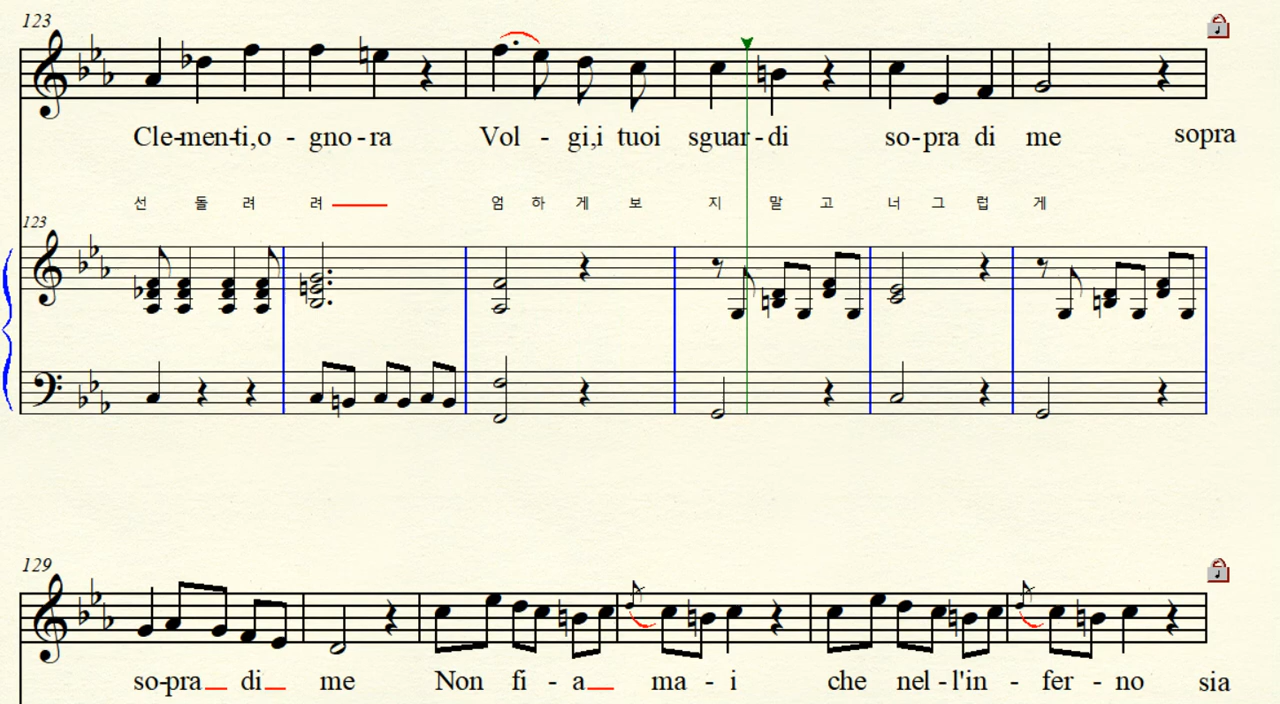 123
Cle-men-ti,o - gno-ra Vol - gi,i tuoi sguar-di so-pra di me sopra
선 돌 려 려 엄 하 게 보 지 말 고 너 그 럽 게
123
129
so-pra di me Non fi - a ma - i che nel-l'in - fer - no sia